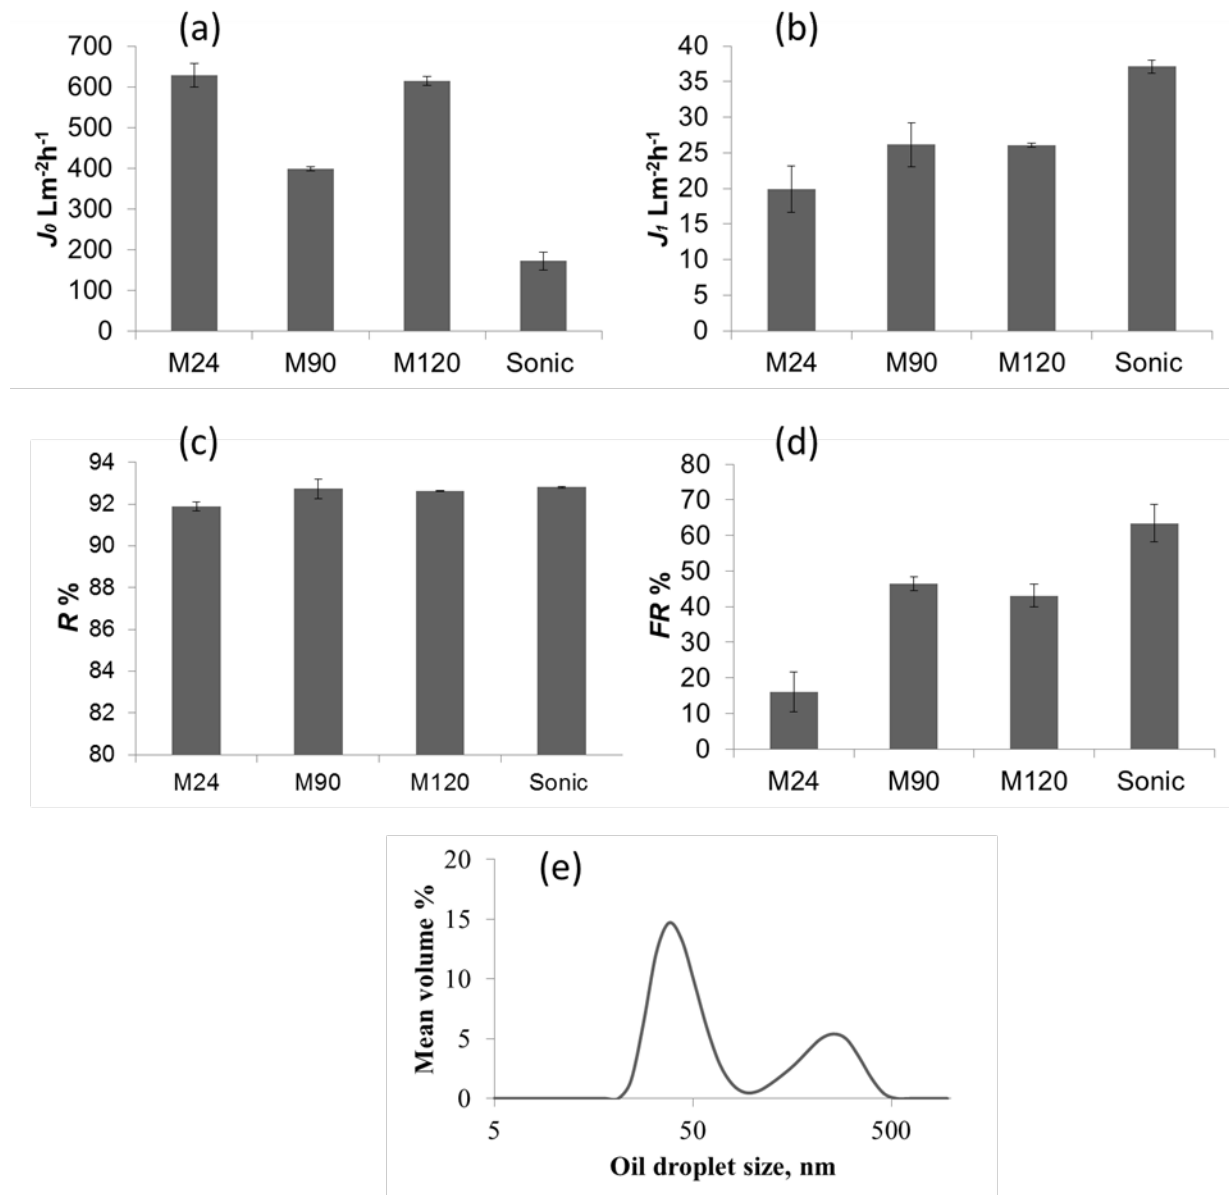 (a)
700
600
500
400
300
200
100
0
J0 Lm-2h-1
M24 M90 M120 Sonic
(b)
40
35
30
25
20
15
10
5
0
J1 Lm-2h-1
M24 M90 M120 Sonic
(c)
94
92
90
88
86
84
82
80
R %
M24 M90 M120 Sonic
(d)
80
70
60
50
40
30
20
10
0
FR %
M24 M90 M120 Sonic
(e)
20
15
10
5
0
Mean volume %
5 50 500
Oil droplet size, nm